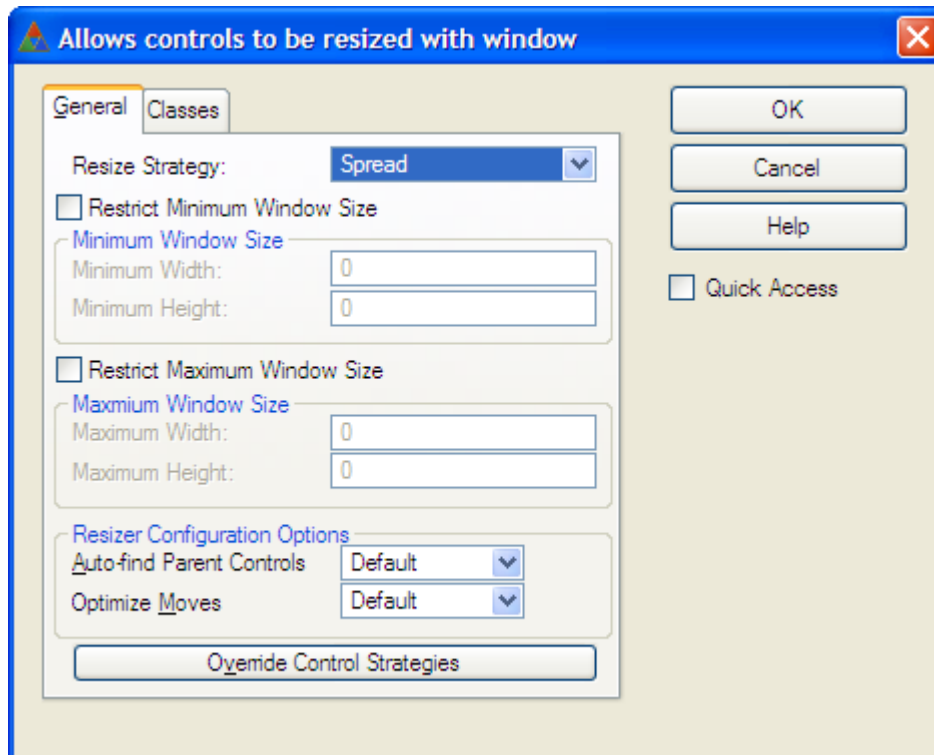 Allows controls to be resized with window
General Classes
OK
Resize Strategy: Spread
Cancel
Restrict Minimum Window Size
Help
Minimum Window Size
Minimum Width: 0
Quick Access
Minimum Height: 0
Restrict Maximum Window Size
Maxmium Window Size
Maximum Width: 0
Maximum Height: 0
Resizer Configuration Options
Auto-find Parent Controls Default
Optimize Moves Default
Override Control Strategies